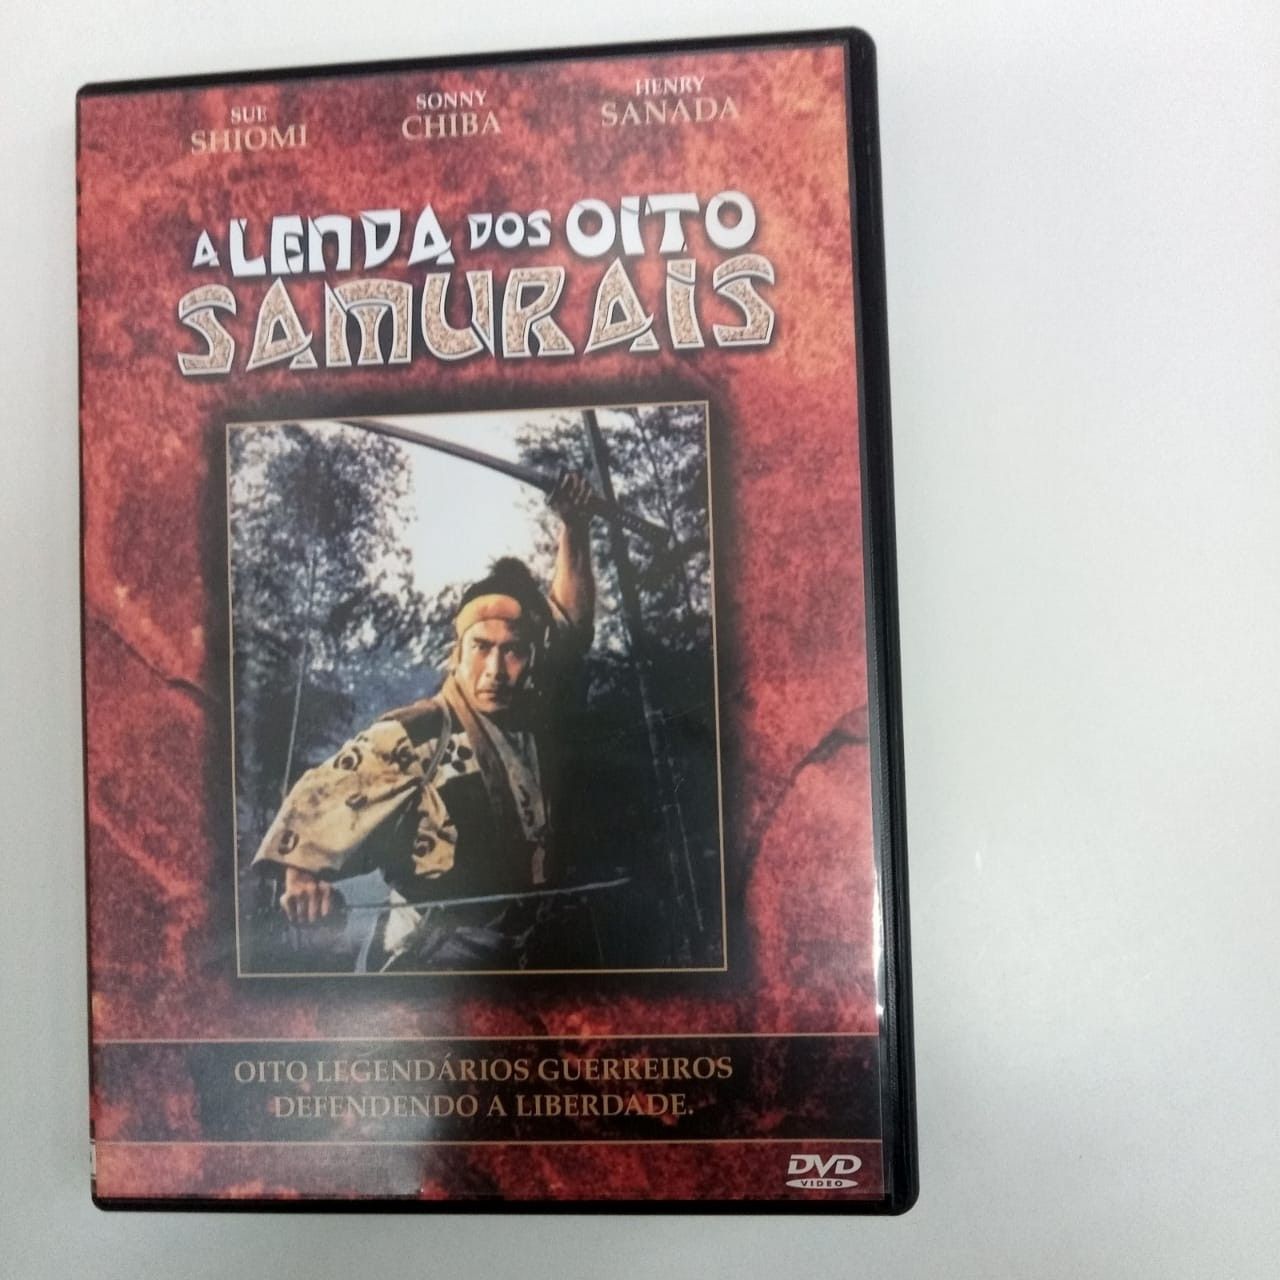 SUE
SHIOMI
SONNY
CHIBA
HENRY
SANADA
A LENDA DOS OITO
SAMURAIS
OITO LEGENDÁRIOS GUERREIROS
DEFENDENDO A LIBERDADE.
DVD
VIDEO